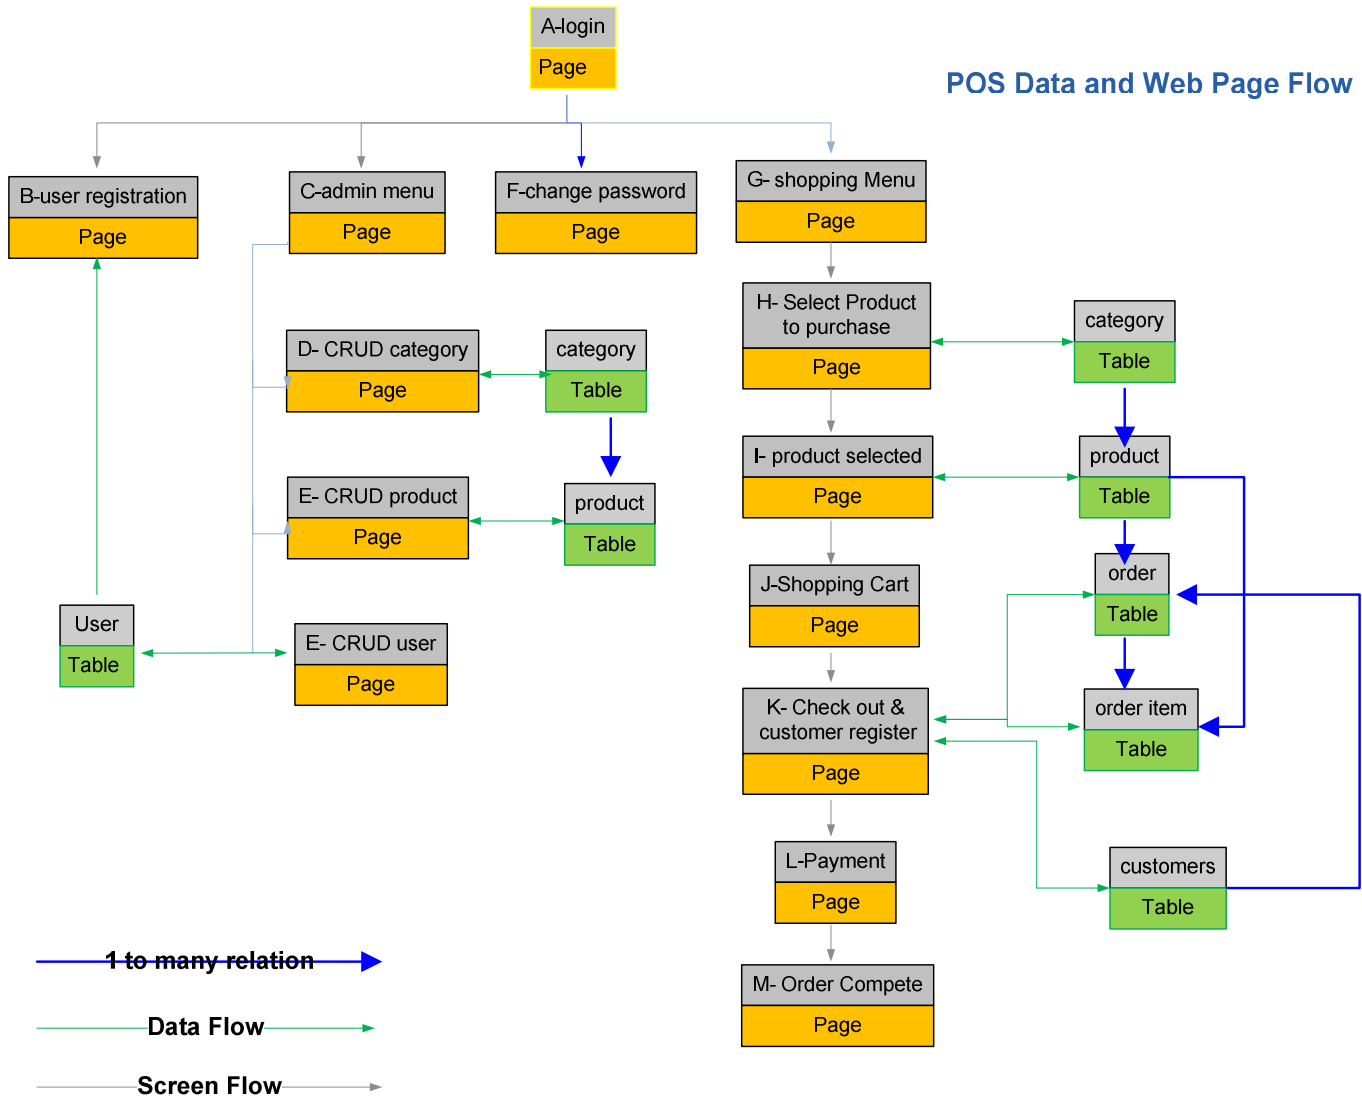 A-login
Page
POS Data and Web Page Flow
B-user registration
Page
C-admin menu
Page
F-change password
Page
G- shopping Menu
Page
H- Select Product
to purchase
Page
category
Table
D- CRUD category
Page
category
Table
I- product selected
Page
product
Table
E- CRUD product
Page
product
Table
J-Shopping Cart
Page
order
Table
User
Table
E- CRUD user
Page
K- Check out &
customer register
Page
order item
Table
L-Payment
Page
customers
Table
M- Order Compete
Page
1 to many relation
Data Flow
Screen Flow